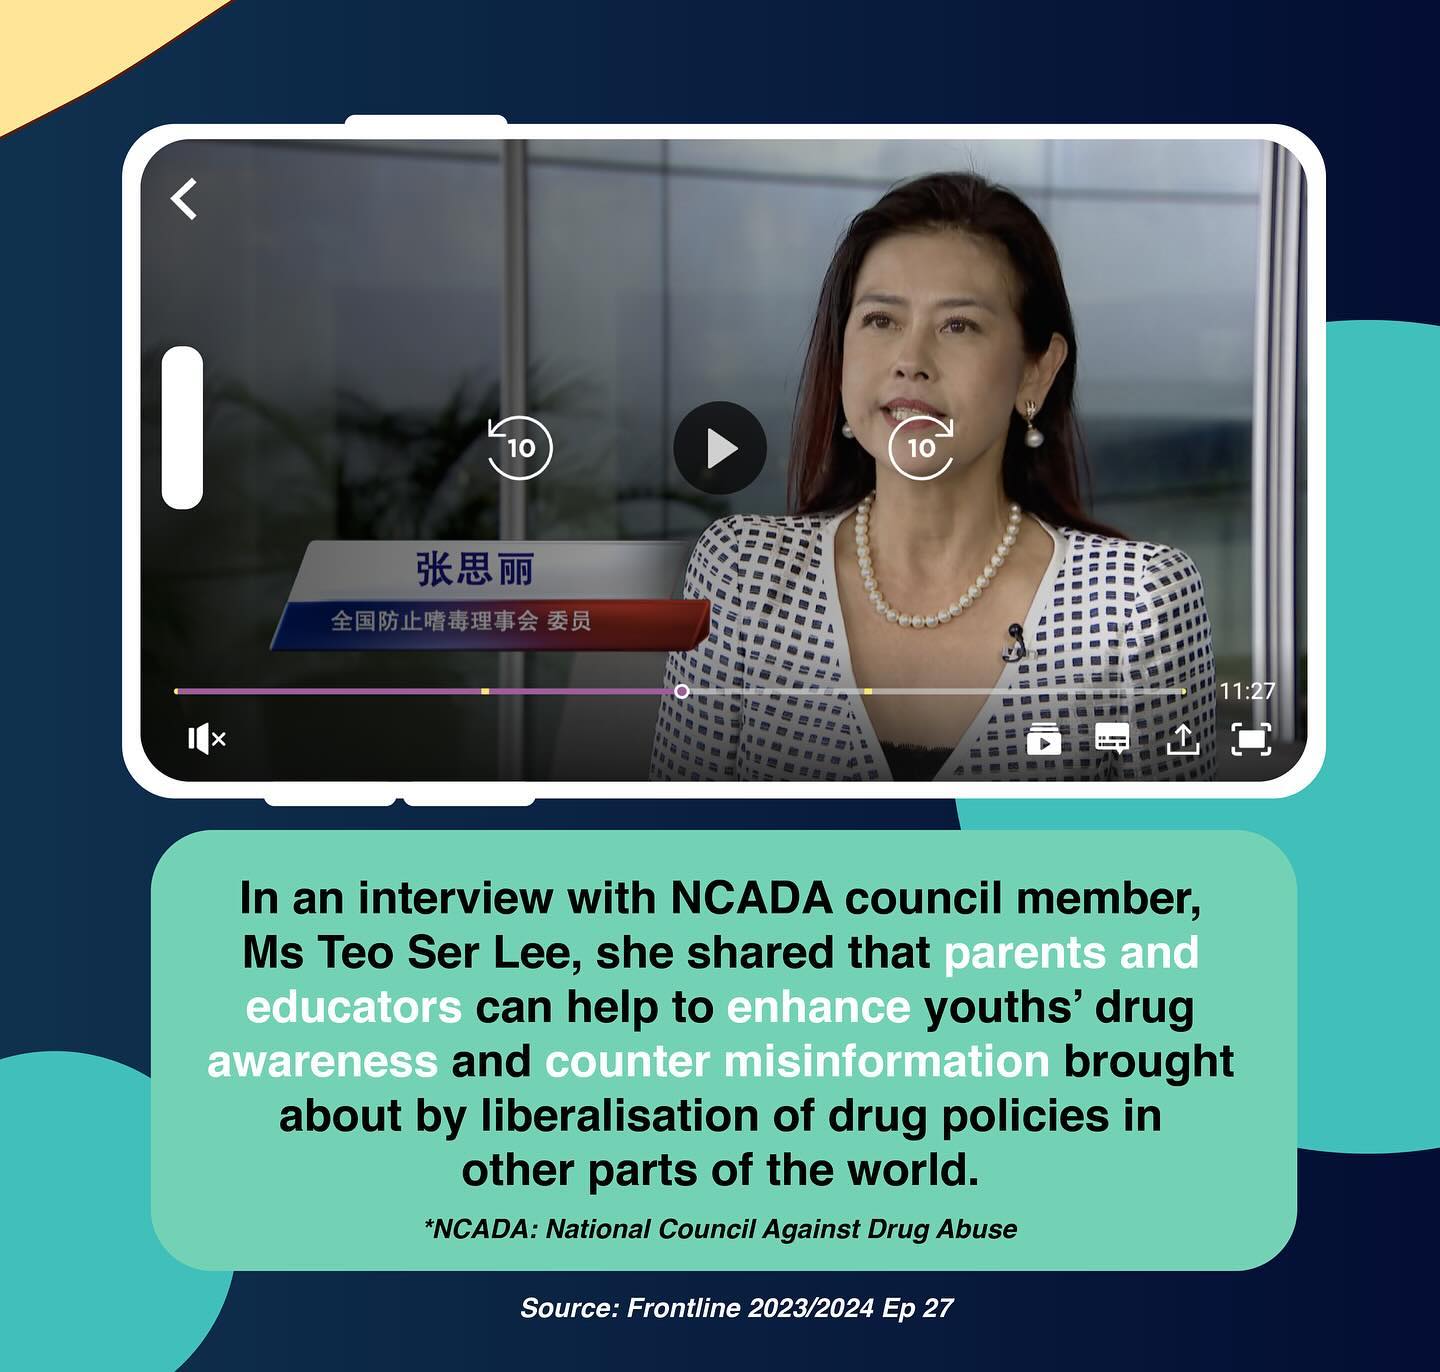 10
10
张思丽
全国防止嗜毒理事会 委员
11:27
In an interview with NCADA council member,
Ms Teo Ser Lee, she shared that parents and
educators can help to enhance youths’ drug
awareness and counter misinformation brought
about by liberalisation of drug policies in
other parts of the world.
*NCADA: National Council Against Drug Abuse
Source: Frontline 2023/2024 Ep 27